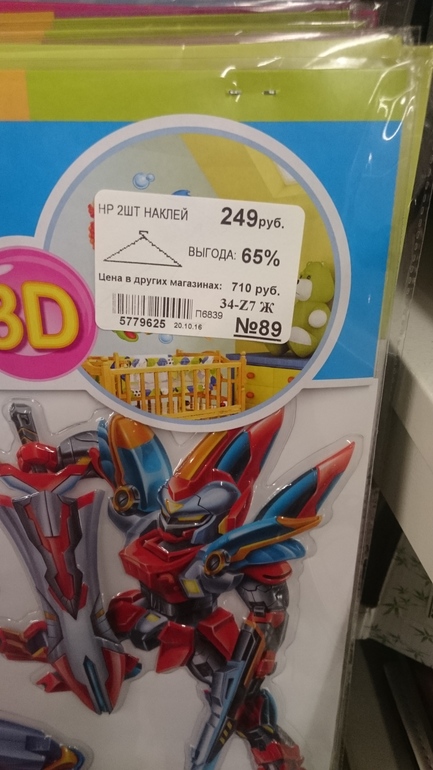 НР 2ШТ НАКЛЕЙ 249руб.
ВЫГОДА: 65%
Цена в других магазинах: 710 руб.
П6839 34-Z7 Ж
5779625 20.10.16 №89
3D